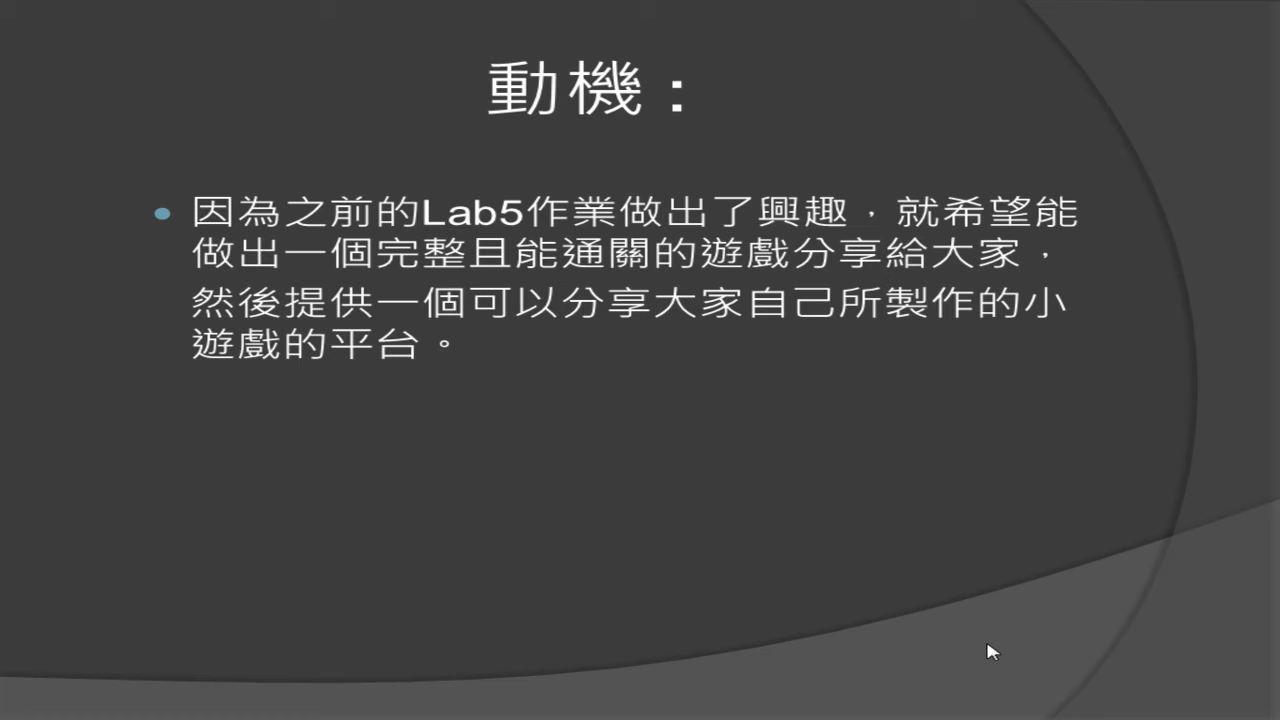 動機：
因為之前的Lab5作業做出了興趣，就希望能
做出一個完整且能通關的遊戲分享給大家，
然後提供一個可以分享大家自己所製作的小
遊戲的平台。